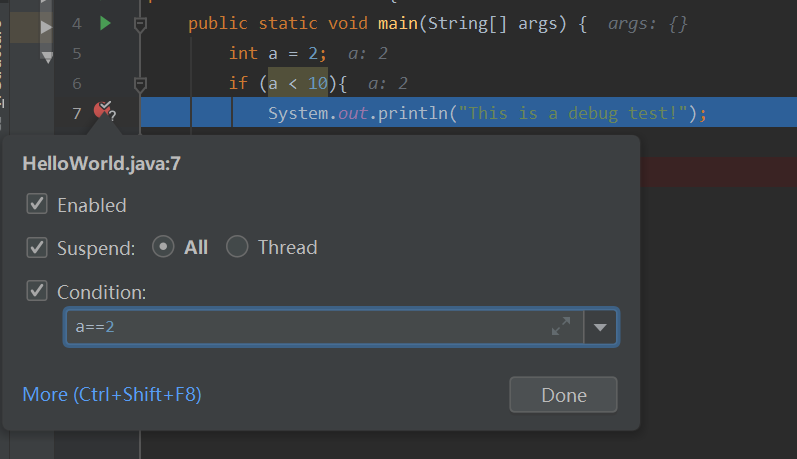 4 public static void main(String[] args) { args: {}
5 int a = 2; a: 2
6 if (a < 10){ a: 2
7 ? System.out.println("This is a debug test!");
HelloWorld.java:7
Enabled
Suspend: All Thread
Condition:
a==2
More (Ctrl+Shift+F8) Done